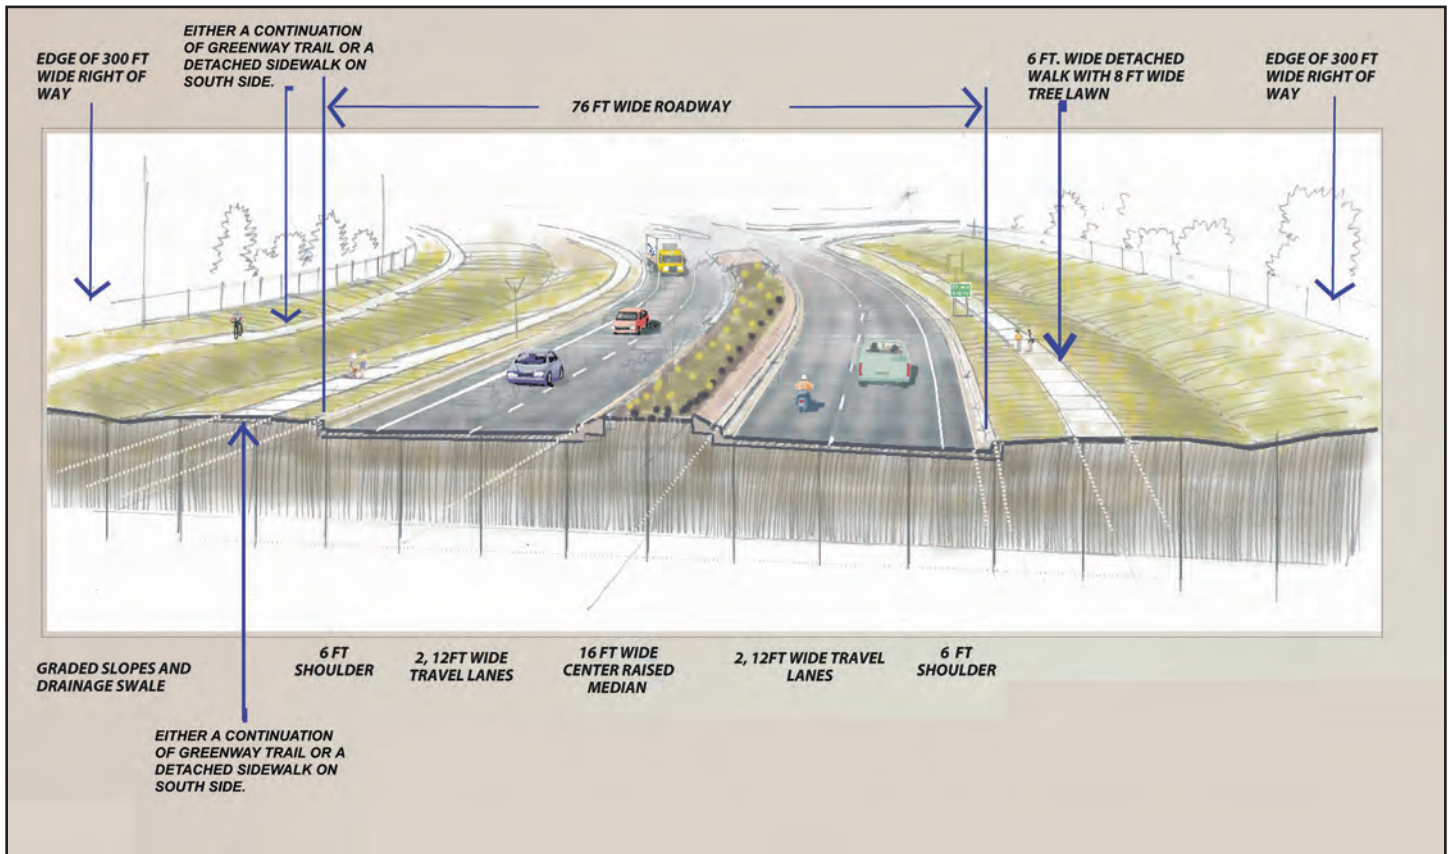 EDGE OF 300 FT
WIDE RIGHT OF
WAY
EITHER A CONTINUATION
OF GREENWAY TRAIL OR A
DETACHED SIDEWALK ON
SOUTH SIDE.
76 FT WIDE ROADWAY
6 FT. WIDE DETACHED
WALK WITH 8 FT WIDE
TREE LAWN
EDGE OF 300 FT
WIDE RIGHT OF
WAY
GRADED SLOPES AND
DRAINAGE SWALE
6 FT
SHOULDER
2, 12FT WIDE
TRAVEL LANES
16 FT WIDE
CENTER RAISED
MEDIAN
2, 12FT WIDE TRAVEL
LANES
6 FT
SHOULDER
EITHER A CONTINUATION
OF GREENWAY TRAIL OR A
DETACHED SIDEWALK ON
SOUTH SIDE.